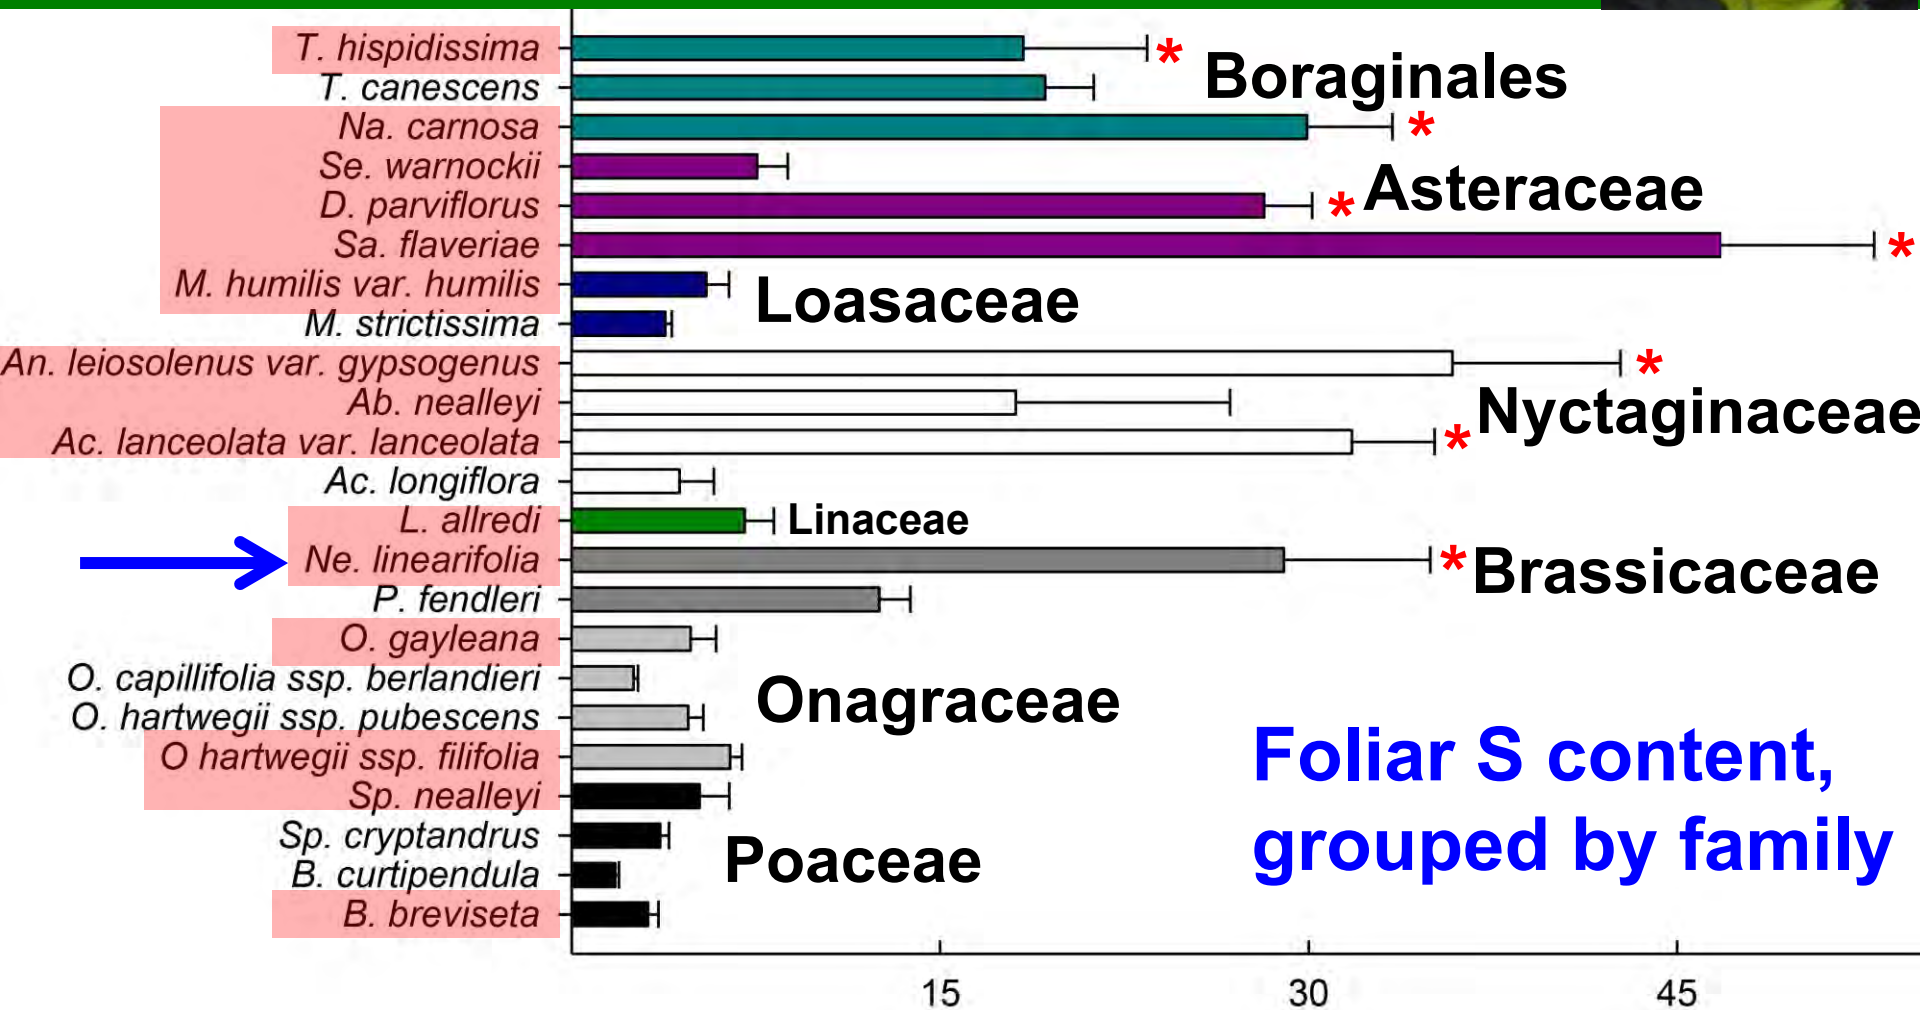 T. hispidissima
*
Boraginales
T. canescens
Na. carnosa
*
Se. warnockii
Asteraceae
D. parviflorus
*
Sa. flaveriae
*
M. humilis var. humilis
Loasaceae
M. strictissima
An. leiosolenus var. gypsogenus
*
Ab. nealleyi
Nyctaginaceae
Ac. lanceolata var. lanceolata
*
Ac. longiflora
L. allredi
Linaceae
Ne. linearifolia
*
Brassicaceae
P. fendleri
O. gayleana
O. capillifolia ssp. berlandieri
Onagraceae
O. hartwegii ssp. pubescens
O hartwegii ssp. filifolia
Sp. nealleyi
Sp. cryptandrus
Poaceae
B. curtipendula
B. breviseta
Foliar S content,
grouped by family
15 30 45